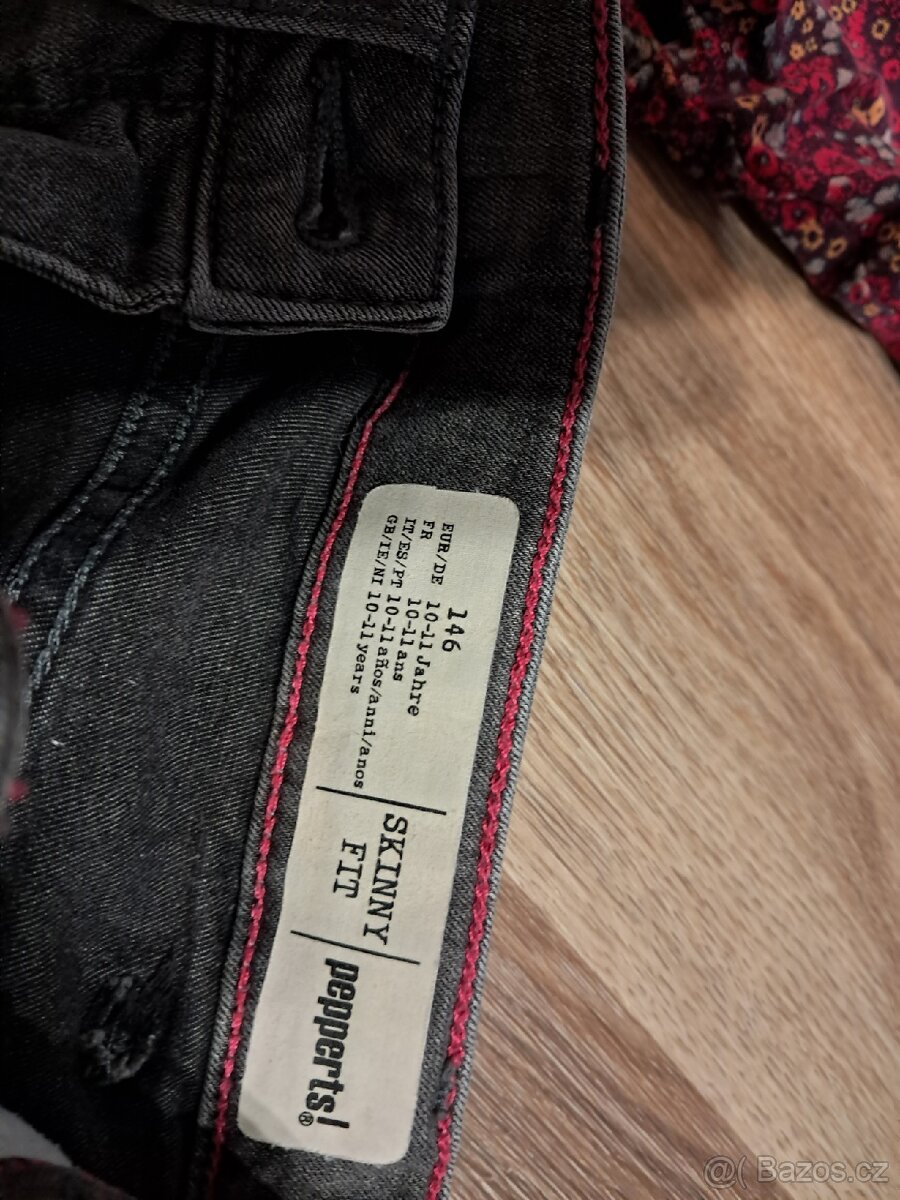 146
EUR/DE 10-11 Jahre
FR 10-11 ans
IT/ES/PT 10-11 años/anni/anos
GB/IE/NI 10-11 years
SKINNY
FIT
pepperts!®
@( Bazos.cz